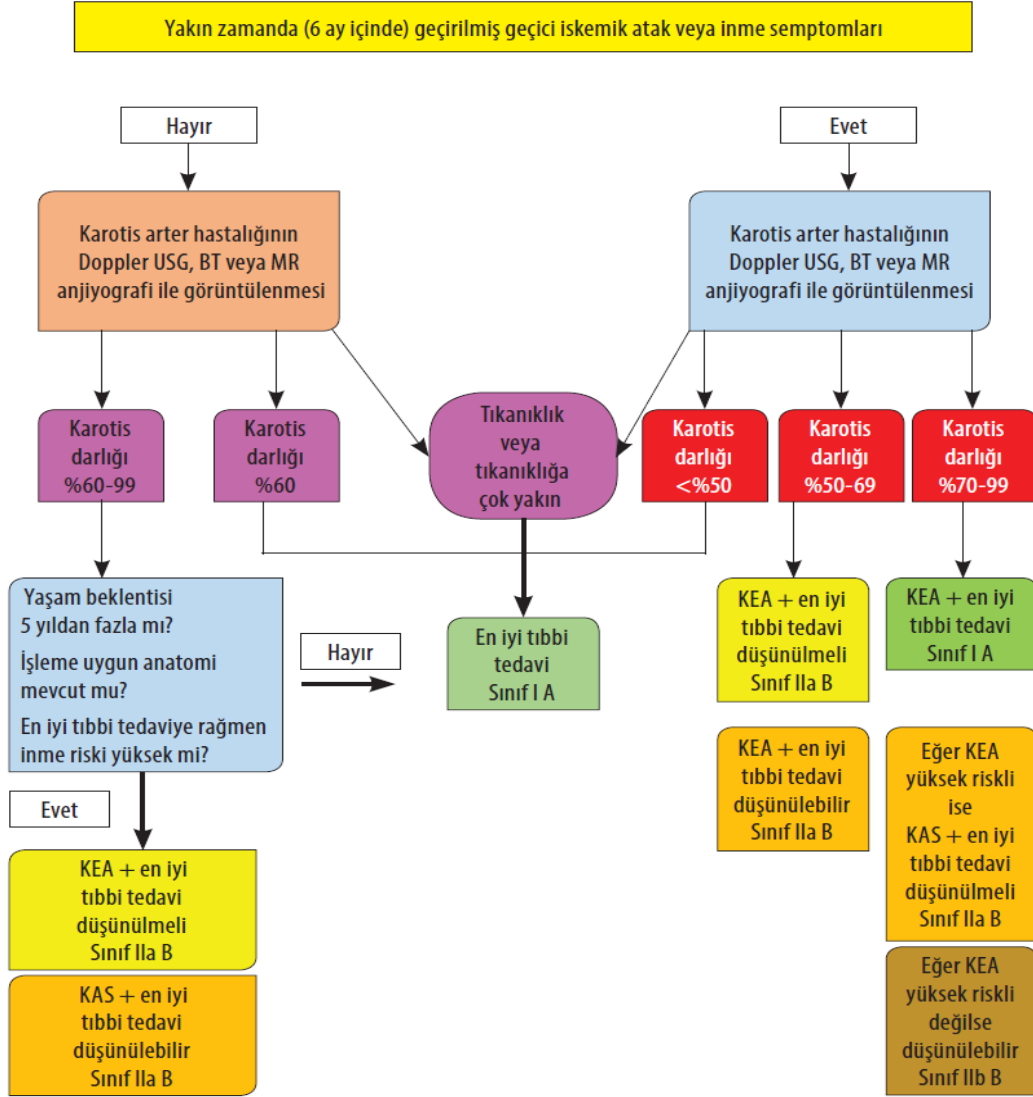 Yakın zamanda (6 ay içinde) geçirilmiş geçici iskemik atak veya inme semptomları
Hayır
Evet
Karotis arter hastalığının
Doppler USG, BT veya MR
anjiyografi ile görüntülenmesi
Karotis arter hastalığının
Doppler USG, BT veya MR
anjiyografi ile görüntülenmesi
Karotis
darlığı
%60-99
Karotis
darlığı
%60
Tıkanıklık
veya
tıkanıklığa
çok yakın
Karotis
darlığı
<%50
Karotis
darlığı
%50-69
Karotis
darlığı
%70-99
Yaşam beklentisi
5 yıldan fazla mı?
İşleme uygun anatomi
mevcut mu?
En iyi tıbbi tedaviye rağmen
inme riski yüksek mi?
Hayır
En iyi tıbbi
tedavi
Sınıf I A
KEA + en iyi
tıbbi tedavi
düşünülmeli
Sınıf IIa B
KEA + en iyi
tıbbi tedavi
Sınıf I A
KEA + en iyi
tıbbi tedavi
düşünülebilir
Sınıf IIa B
Eğer KEA
yüksek riskli
ise
KAS + en iyi
tıbbi tedavi
düşünülmeli
Sınıf IIa B
Evet
KEA + en iyi
tıbbi tedavi
düşünülmeli
Sınıf IIa B
KAS + en iyi
tıbbi tedavi
düşünülebilir
Sınıf IIa B
Eğer KEA
yüksek riskli
değilse
düşünülebilir
Sınıf IIb B